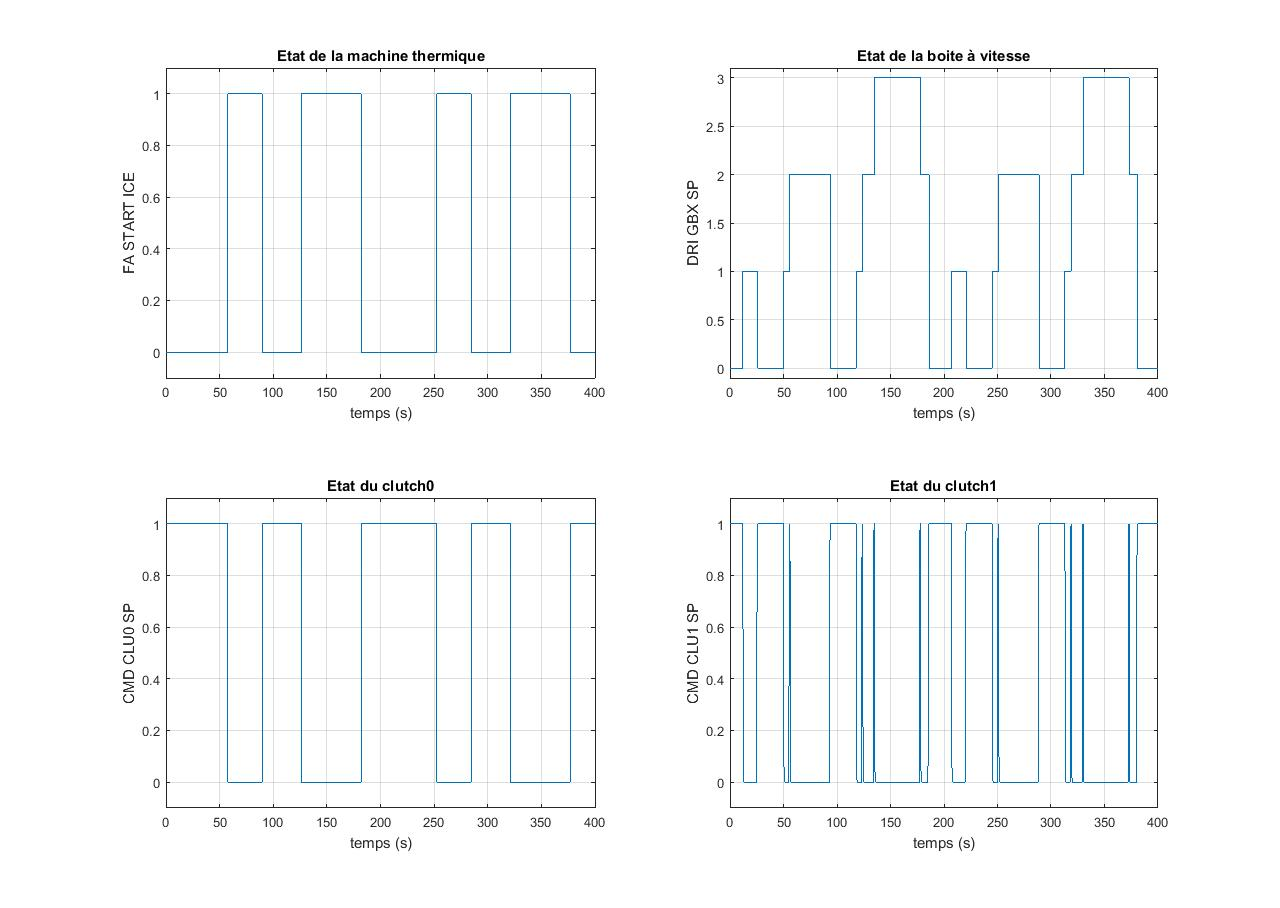 Etat de la machine thermique
FA START ICE
1
0.8
0.6
0.4
0.2
0
0 50 100 150 200 250 300 350 400
temps (s)
Etat de la boite à vitesse
DRI GBX SP
3
2.5
2
1.5
1
0.5
0
0 50 100 150 200 250 300 350 400
temps (s)
Etat du clutch0
CMD CLU0 SP
1
0.8
0.6
0.4
0.2
0
0 50 100 150 200 250 300 350 400
temps (s)
Etat du clutch1
CMD CLU1 SP
1
0.8
0.6
0.4
0.2
0
0 50 100 150 200 250 300 350 400
temps (s)